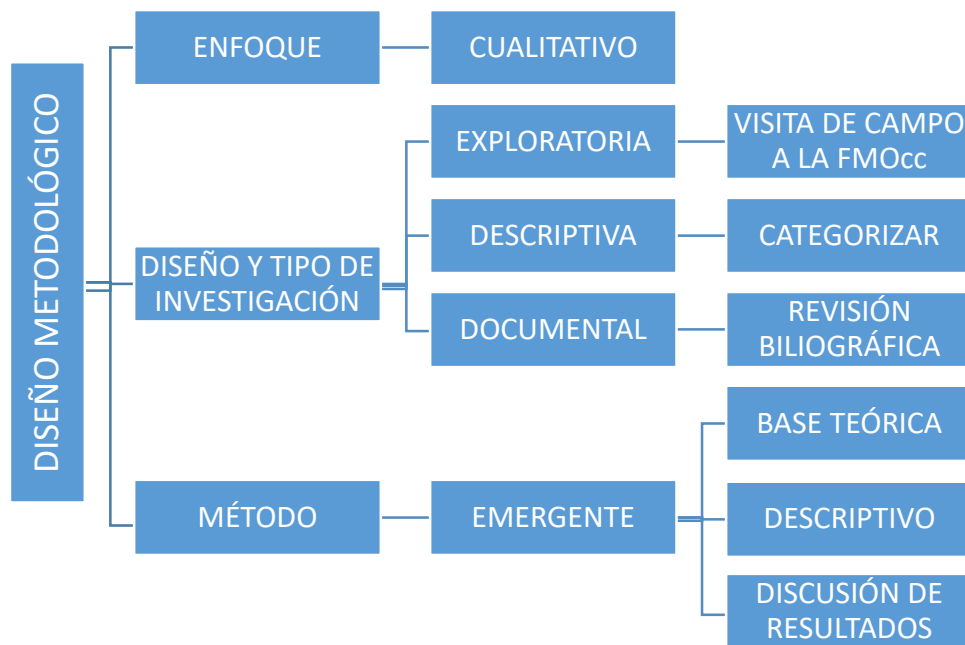 DISEÑO METODOLÓGICO
ENFOQUE
CUALITATIVO
DISEÑO Y TIPO DE
INVESTIGACIÓN
EXPLORATORIA
VISITA DE CAMPO
A LA FMOcc
DESCRIPTIVA
CATEGORIZAR
DOCUMENTAL
REVISIÓN
BILIOGRÁFICA
MÉTODO
EMERGENTE
BASE TEÓRICA
DESCRIPTIVO
DISCUSIÓN DE
RESULTADOS